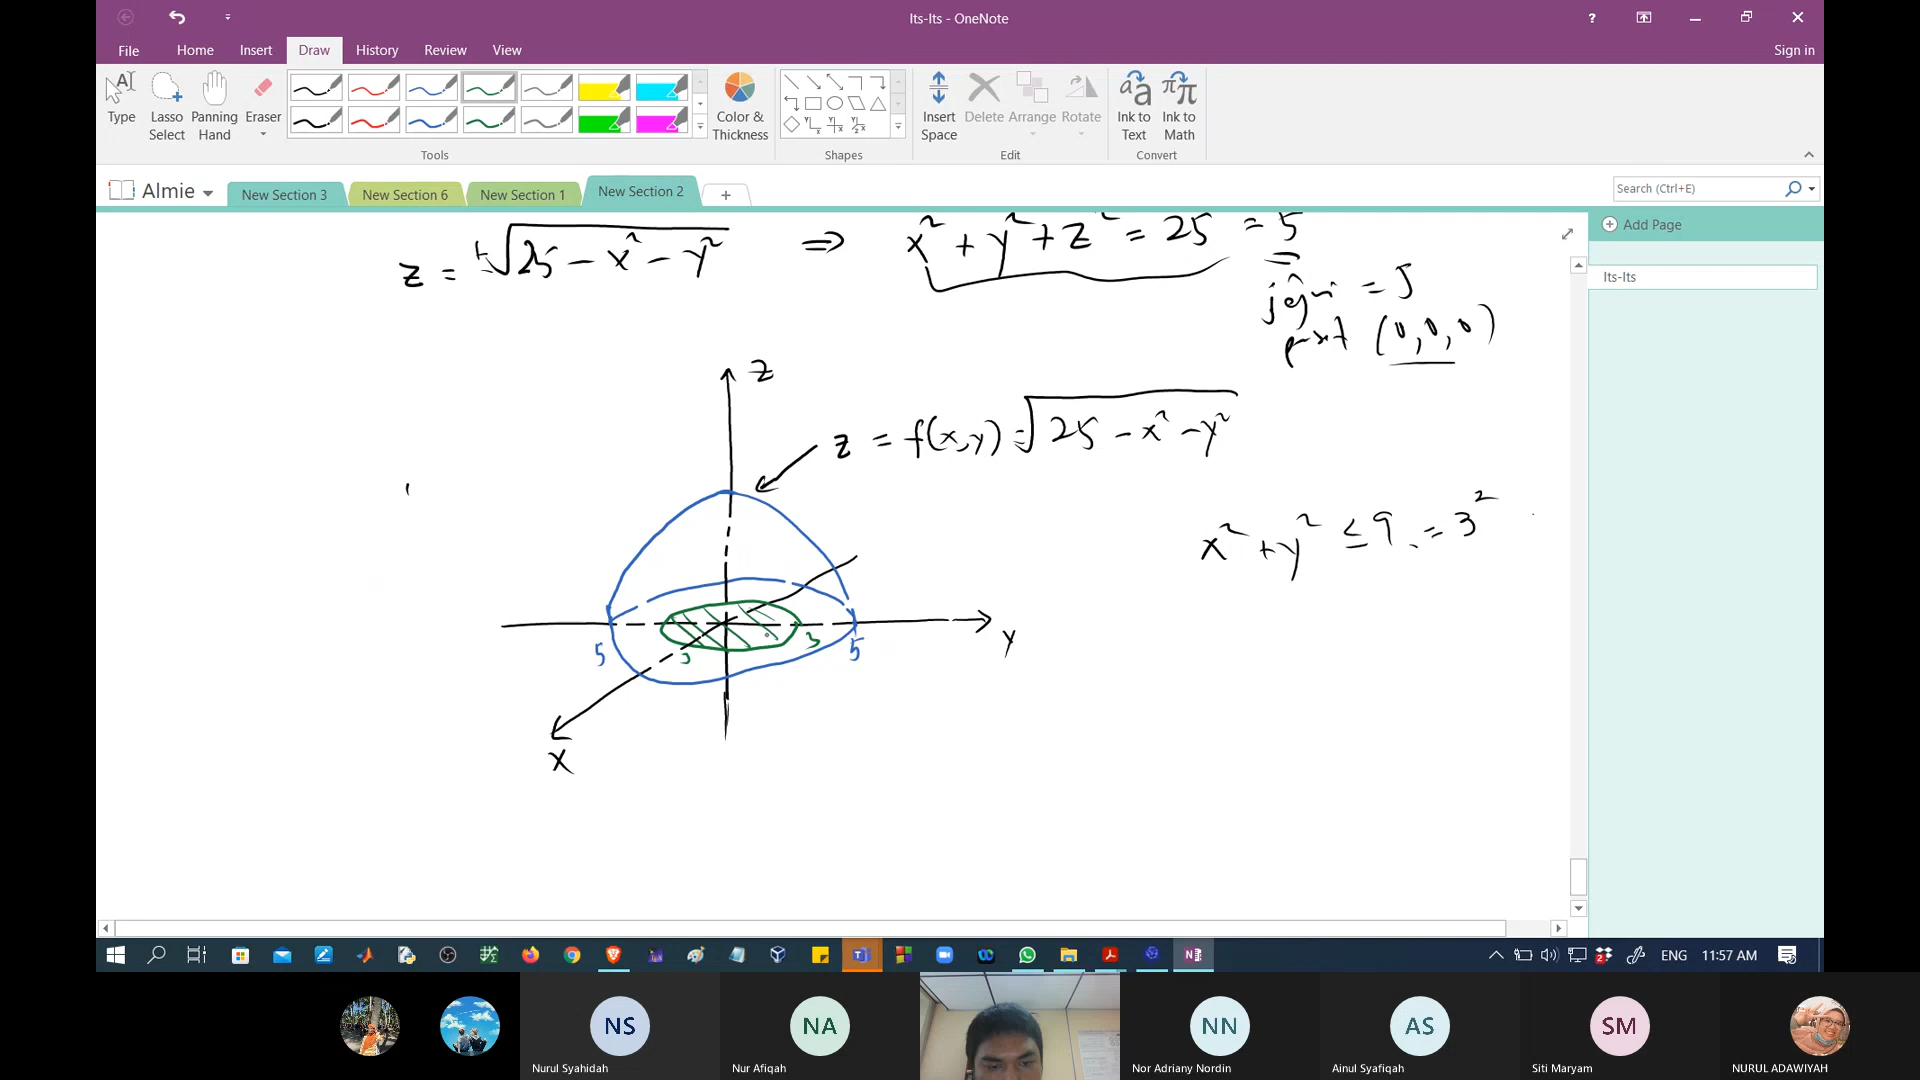 Its-Its - OneNote
File Home Insert Draw History Review View
Sign in
Type
Lasso Select
Panning Hand
Eraser
Color & Thickness
Insert Space
Delete
Arrange
Rotate
Ink to Text
Ink to Math
Tools
Shapes
Edit
Convert
Almie
New Section 3
New Section 6
New Section 1
New Section 2
Search (Ctrl+E)
Add Page
Its-Its
z = ±√25 - x² - y² ⇒ x² + y² + z² = 25 = 5
= 5
(0,0,0)
z
z = f(x,y) = √25 - x² - y²
x² + y² ≤ 9 . = 3²
5
3
3
5
y
x
ENG
11:57 AM
2
NS
Nurul Syahidah
NA
Nur Afiqah
NN
Nor Adriany Nordin
AS
Ainul Syafiqah
SM
Siti Maryam
NURUL ADAWIYAH